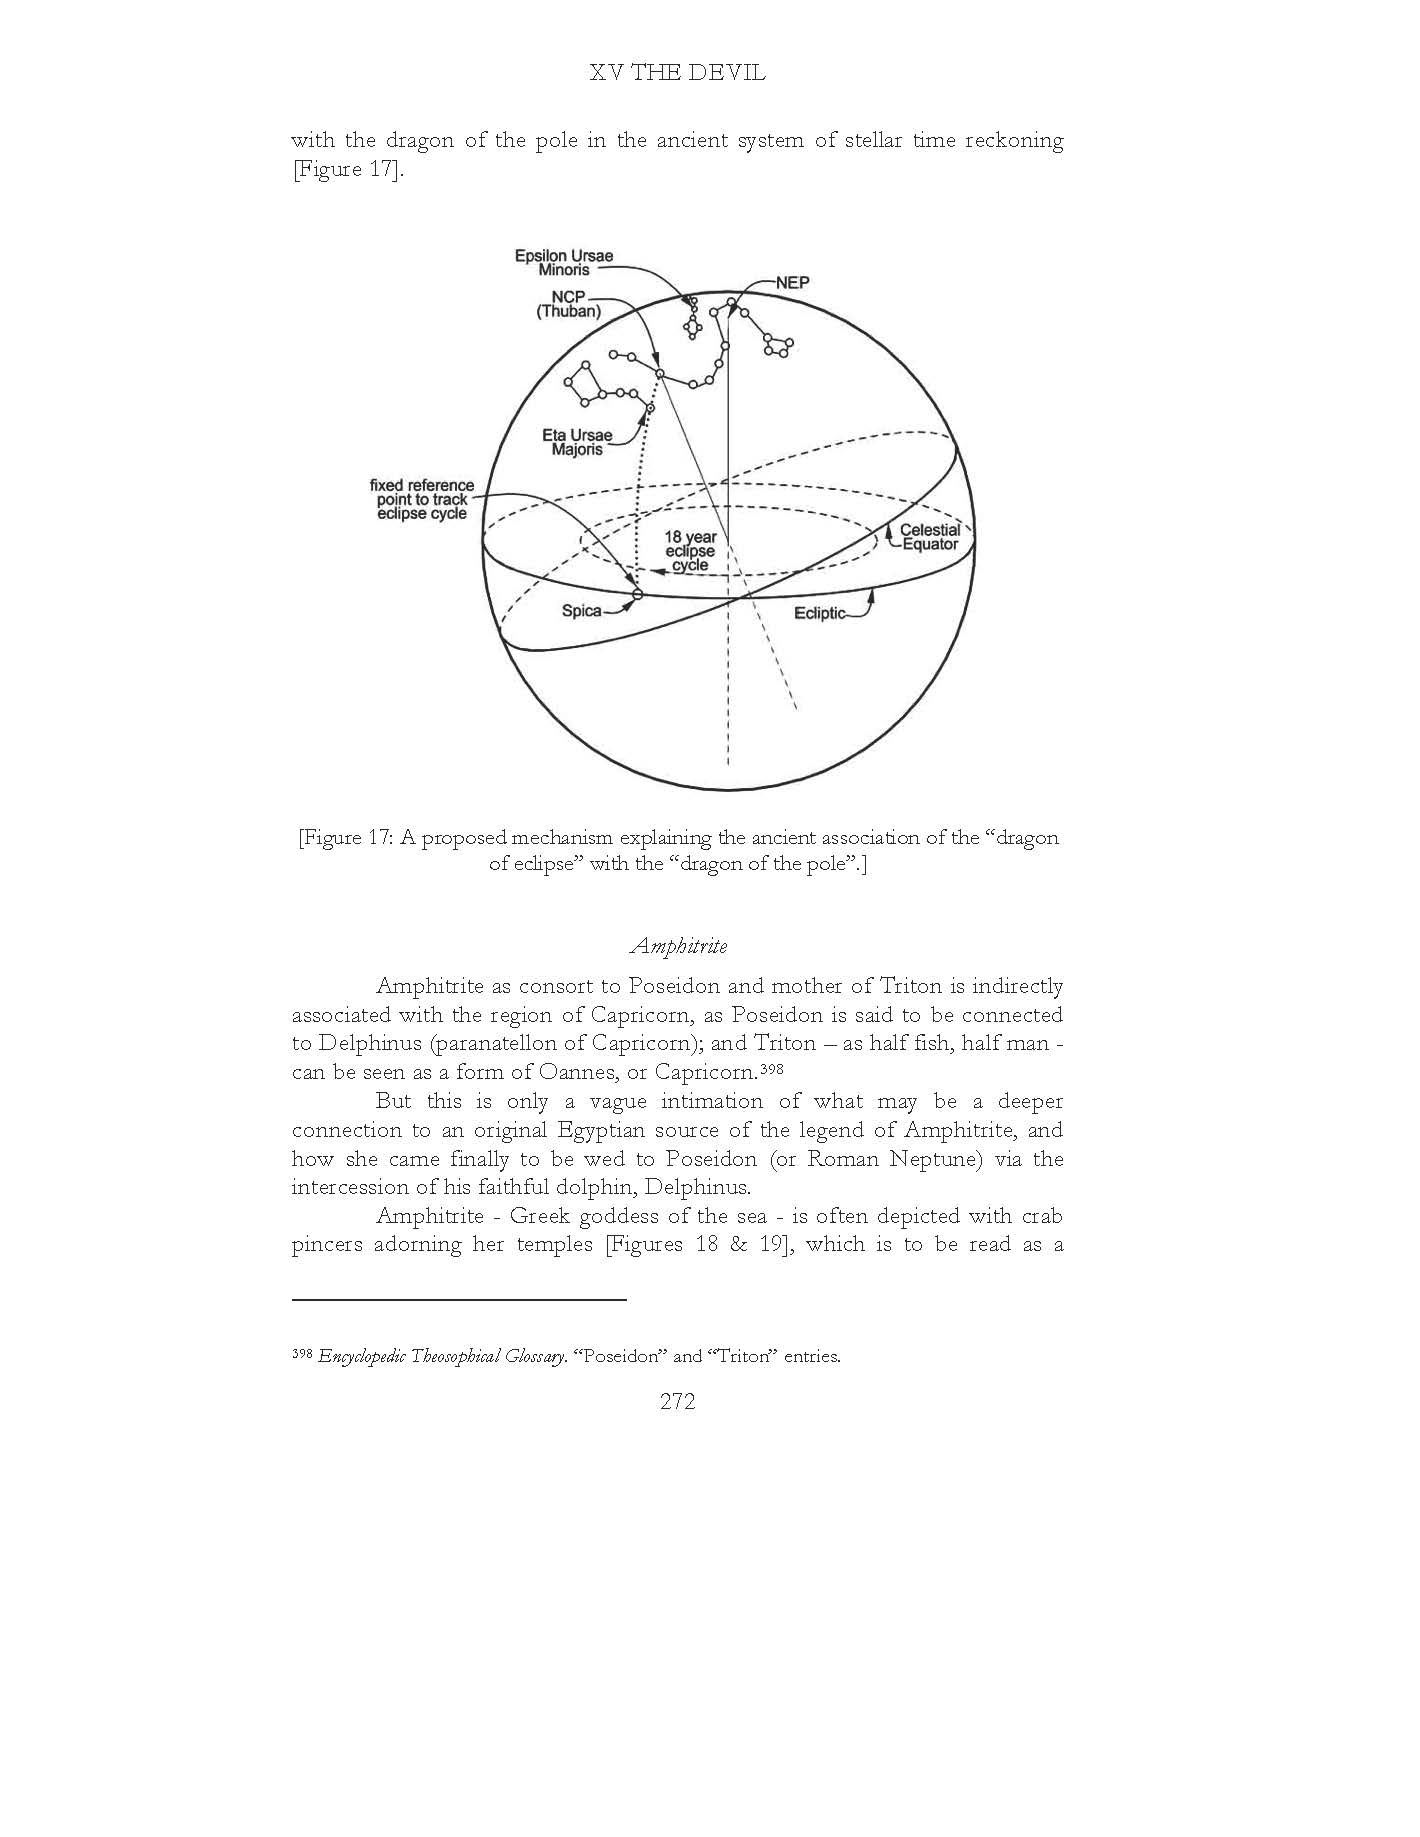 XV THE DEVIL
with the dragon of the pole in the ancient system of stellar time reckoning
[Figure 17].
Epsilon Ursae
Minoris
NEP
NCP
(Thuban)
Eta Ursae
Majoris
fixed reference
point to track
eclipse cycle
18 year
eclipse
cycle
Celestial
Equator
Spica
Ecliptic
[Figure 17: A proposed mechanism explaining the ancient association of the “dragon
of eclipse” with the “dragon of the pole”.]
Amphitrite
Amphitrite as consort to Poseidon and mother of Triton is indirectly
associated with the region of Capricorn, as Poseidon is said to be connected
to Delphinus (paranatellon of Capricorn); and Triton – as half fish, half man -
can be seen as a form of Oannes, or Capricorn.398
But this is only a vague intimation of what may be a deeper
connection to an original Egyptian source of the legend of Amphitrite, and
how she came finally to be wed to Poseidon (or Roman Neptune) via the
intercession of his faithful dolphin, Delphinus.
Amphitrite - Greek goddess of the sea - is often depicted with crab
pincers adorning her temples [Figures 18 & 19], which is to be read as a
398 Encyclopedic Theosophical Glossary. “Poseidon” and “Triton” entries.
272